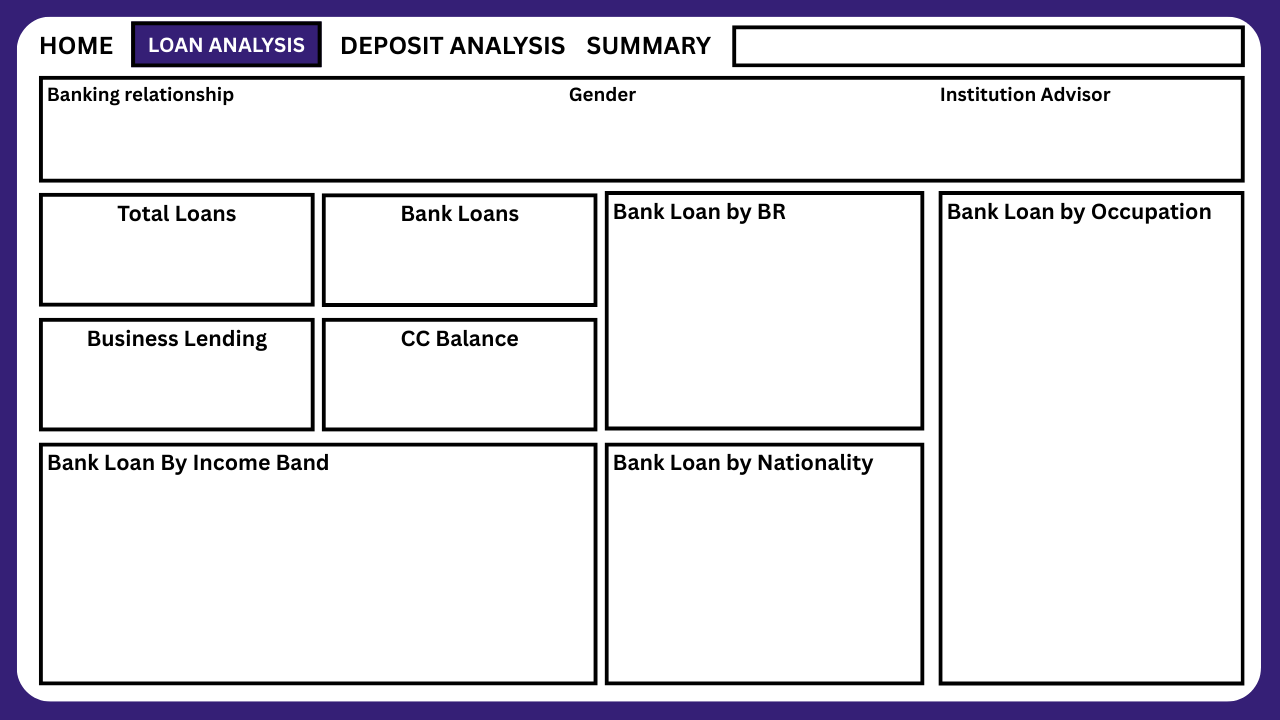 HOME LOAN ANALYSIS DEPOSIT ANALYSIS SUMMARY
Banking relationship Gender Institution Advisor
Total Loans
Bank Loans
Bank Loan by BR
Bank Loan by Occupation
Business Lending
CC Balance
Bank Loan By Income Band
Bank Loan by Nationality